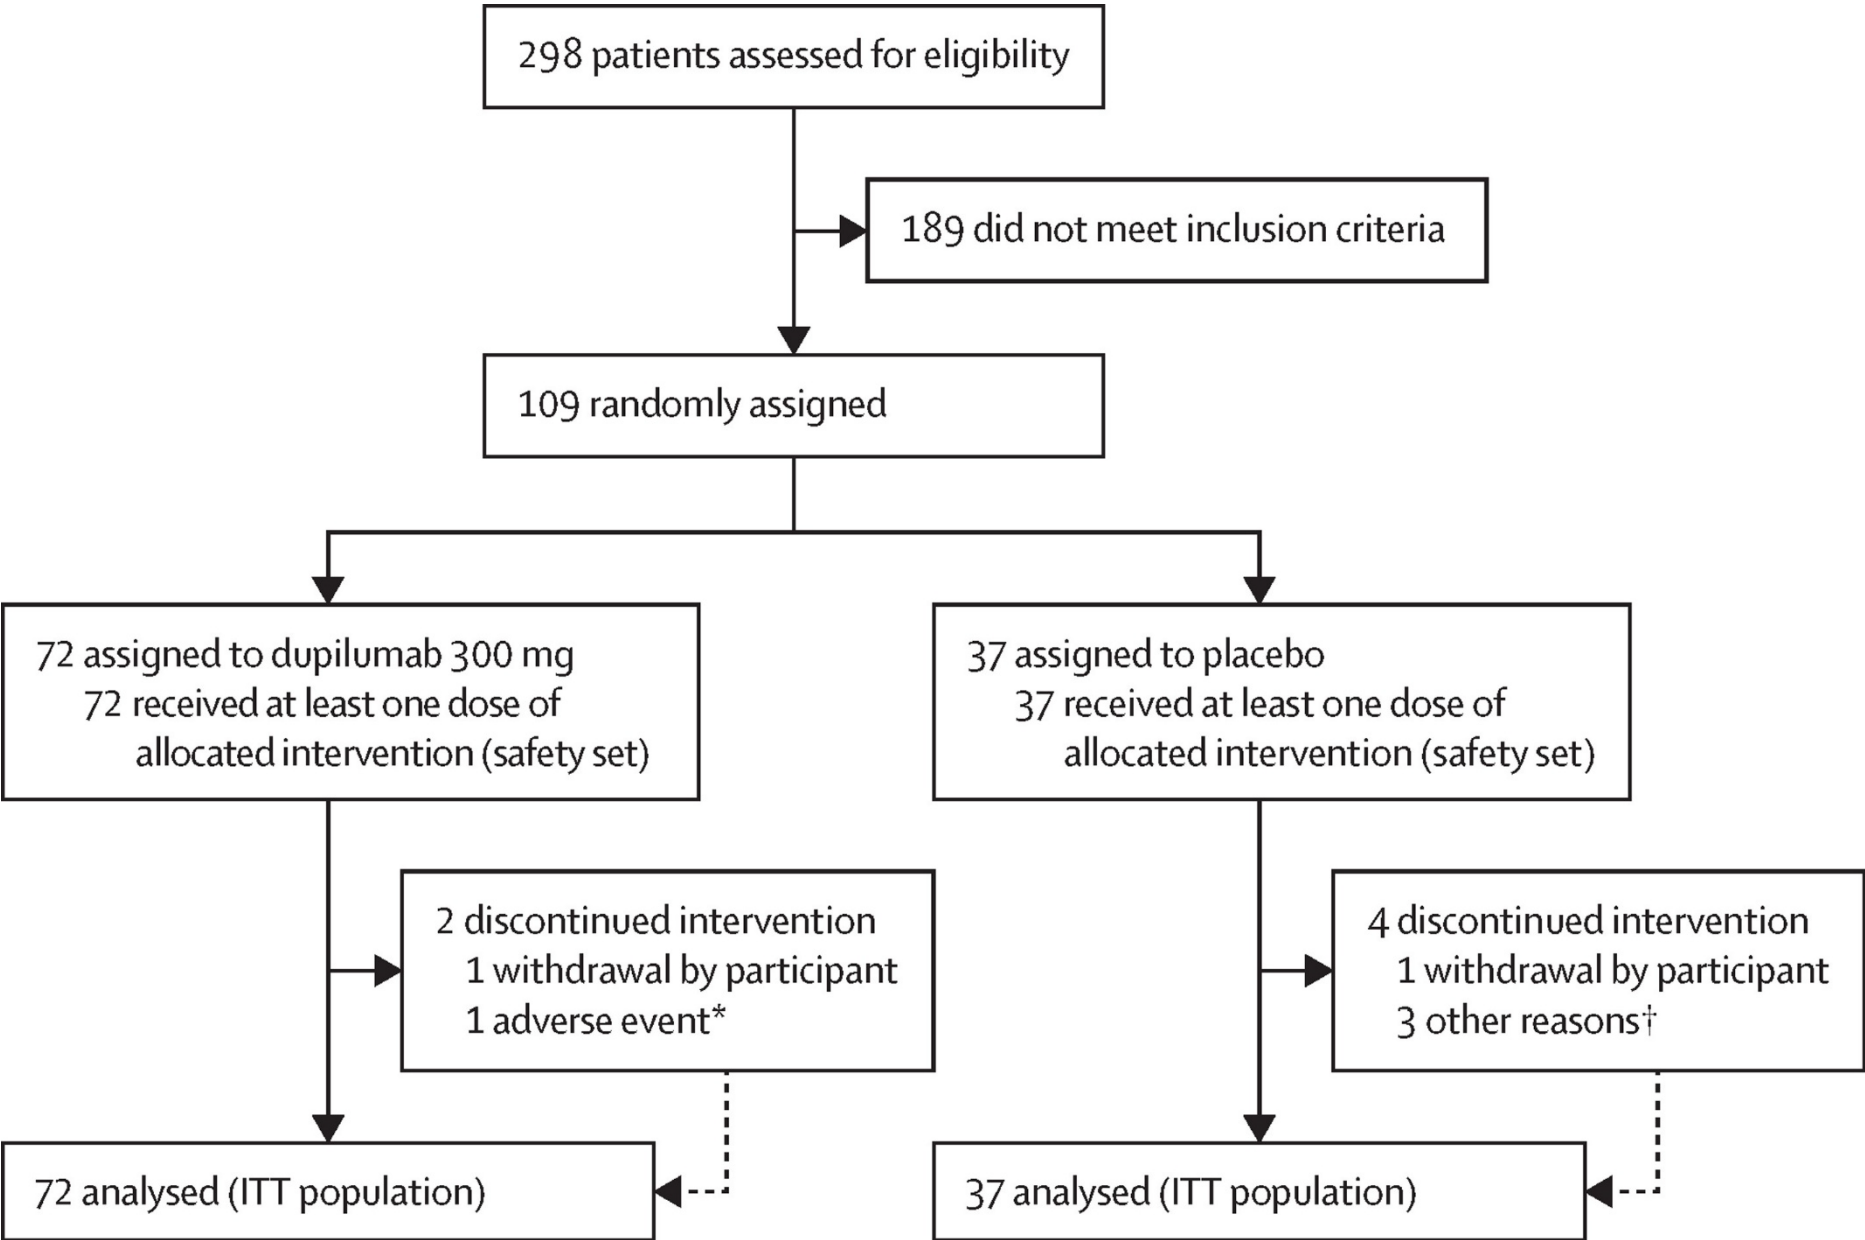 298 patients assessed for eligibility
189 did not meet inclusion criteria
109 randomly assigned
72 assigned to dupilumab 300 mg
72 received at least one dose of
allocated intervention (safety set)
37 assigned to placebo
37 received at least one dose of
allocated intervention (safety set)
2 discontinued intervention
1 withdrawal by participant
1 adverse event*
4 discontinued intervention
1 withdrawal by participant
3 other reasons†
72 analysed (ITT population)
37 analysed (ITT population)